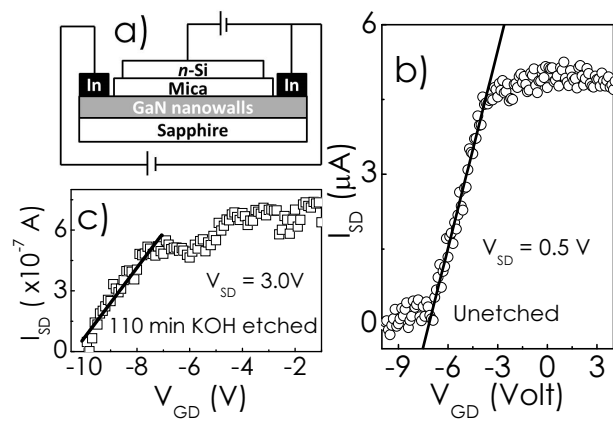 a)
n-Si
In
Mica
In
GaN nanowalls
Sapphire
b)
6
3
0
I_SD (μA)
V_SD = 0.5 V
Unetched
-9 -6 -3 0 3
V_GD (Volt)
c)
6
3
0
I_SD (x10^-7 A)
V_SD = 3.0V
110 min KOH etched
-10 -8 -6 -4 -2
V_GD (V)